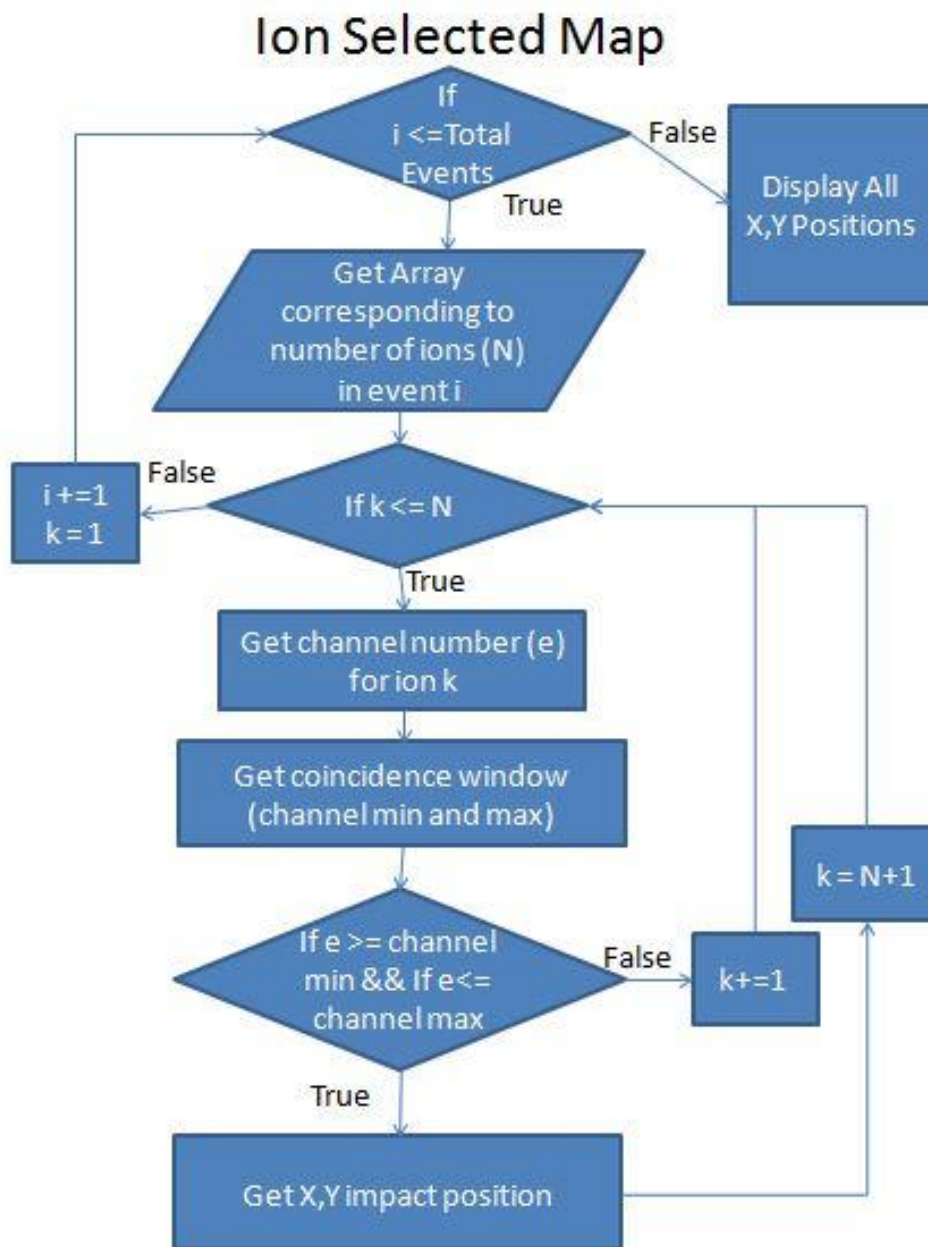 Ion Selected Map
If
i <=Total
Events
False
Display All
X,Y Positions
True
Get Array
corresponding to
number of ions (N)
in event i
False
i +=1
k = 1
If k <= N
True
Get channel number (e)
for ion k
Get coincidence window
(channel min and max)
k = N+1
If e >= channel
min && If e<=
channel max
False
k+=1
True
Get X,Y impact position